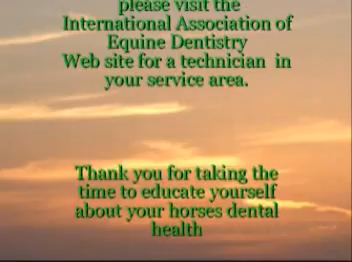 please visit the
International Association of
Equine Dentistry
Web site for a technician in
your service area.
Thank you for taking the
time to educate yourself
about your horses dental
health